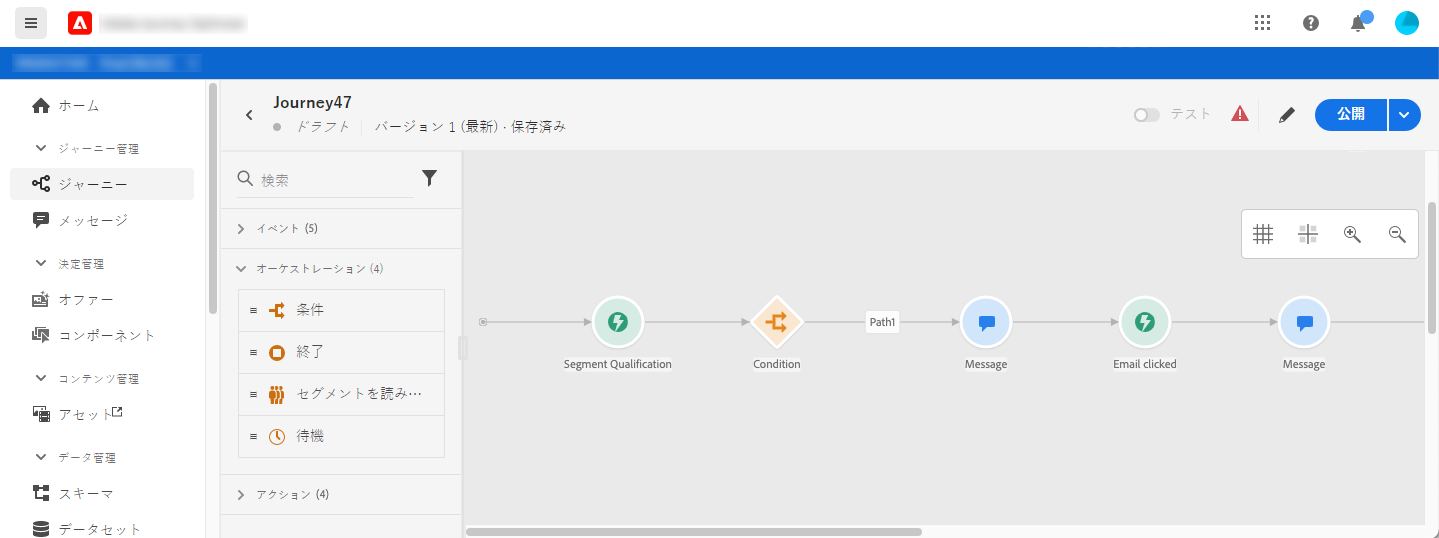 ホーム
ジャーニー管理
ジャーニー
メッセージ
決定管理
オファー
コンポーネント
コンテンツ管理
アセット
データ管理
スキーマ
データセット
Journey47
ドラフト
バージョン 1 (最新) · 保存済み
テスト
公開
検索
イベント (5)
オーケストレーション (4)
条件
終了
セグメントを読み…
待機
アクション (4)
Segment Qualification
Condition
Path1
Message
Email clicked
Message